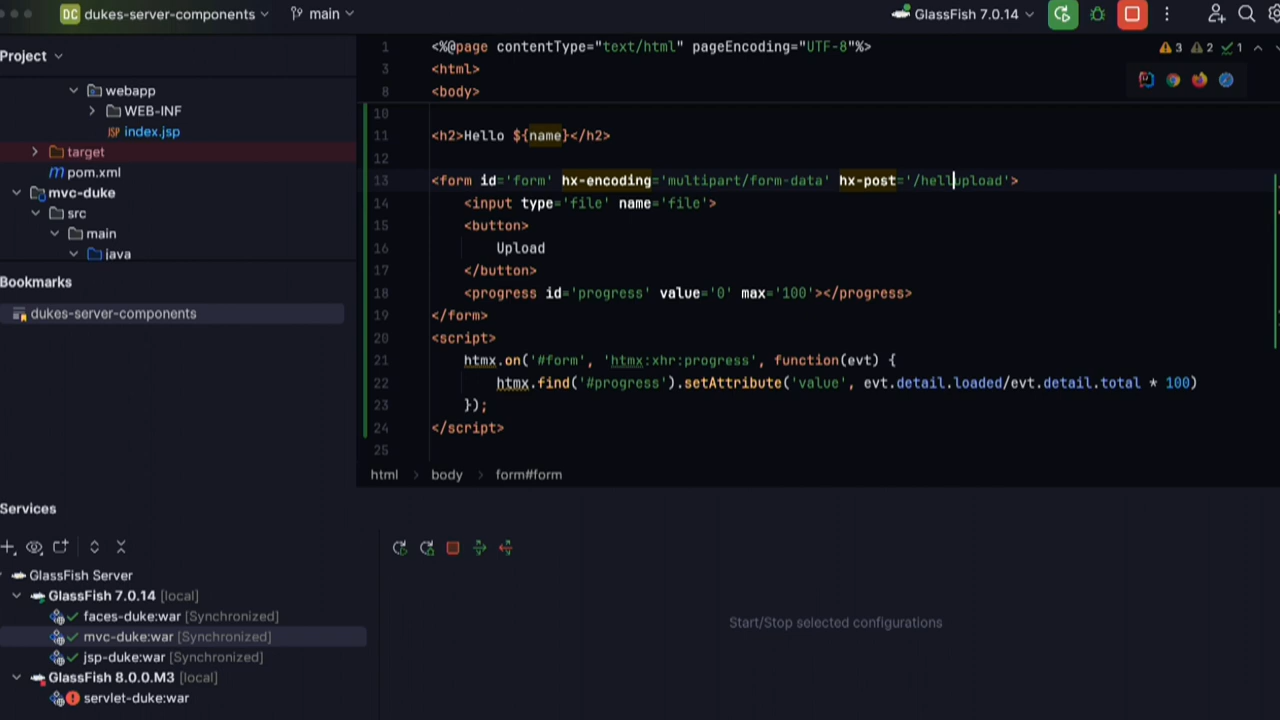 DC dukes-server-components main GlassFish 7.0.14
Project
webapp
WEB-INF
index.jsp
target
pom.xml
mvc-duke
src
main
java
Bookmarks
dukes-server-components
1 <%@page contentType="text/html" pageEncoding="UTF-8"%>
3 2 1
3 <html>
8 <body>
10
11 <h2>Hello ${name}</h2>
12
13 <form id='form' hx-encoding='multipart/form-data' hx-post='/hellupload'>
14 <input type='file' name='file'>
15 <button>
16 Upload
17 </button>
18 <progress id='progress' value='0' max='100'></progress>
19 </form>
20 <script>
21 htmx.on('#form', 'htmx:xhr:progress', function(evt) {
22 htmx.find('#progress').setAttribute('value', evt.detail.loaded/evt.detail.total * 100)
23 });
24 </script>
25
html > body > form#form
Services
GlassFish Server
GlassFish 7.0.14 [local]
faces-duke:war [Synchronized]
mvc-duke:war [Synchronized]
jsp-duke:war [Synchronized]
GlassFish 8.0.0.M3 [local]
servlet-duke:war
Start/Stop selected configurations